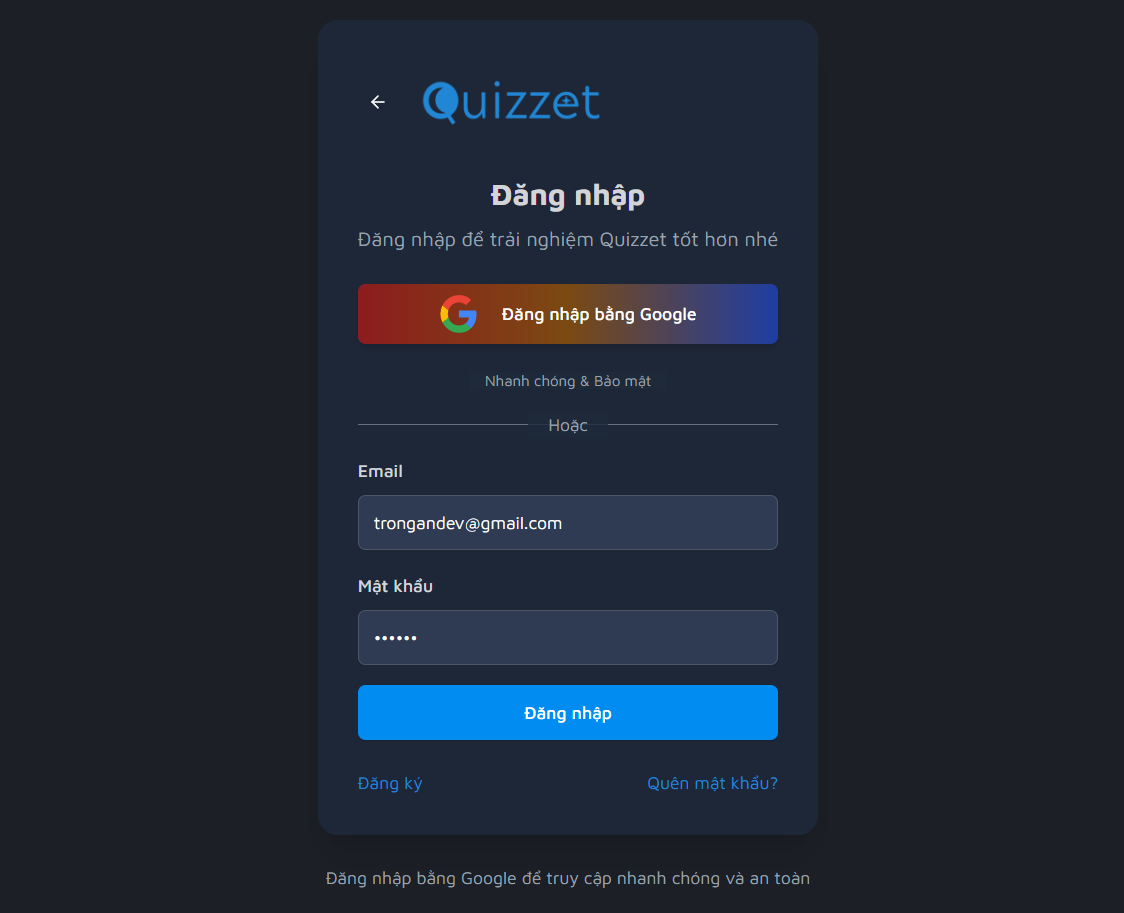 Quizzet
Đăng nhập
Đăng nhập để trải nghiệm Quizzet tốt hơn nhé
Đăng nhập bằng Google
Nhanh chóng & Bảo mật
Hoặc
Email
trongandev@gmail.com
Mật khẩu
••••••
Đăng nhập
Đăng ký Quên mật khẩu?
Đăng nhập bằng Google để truy cập nhanh chóng và an toàn